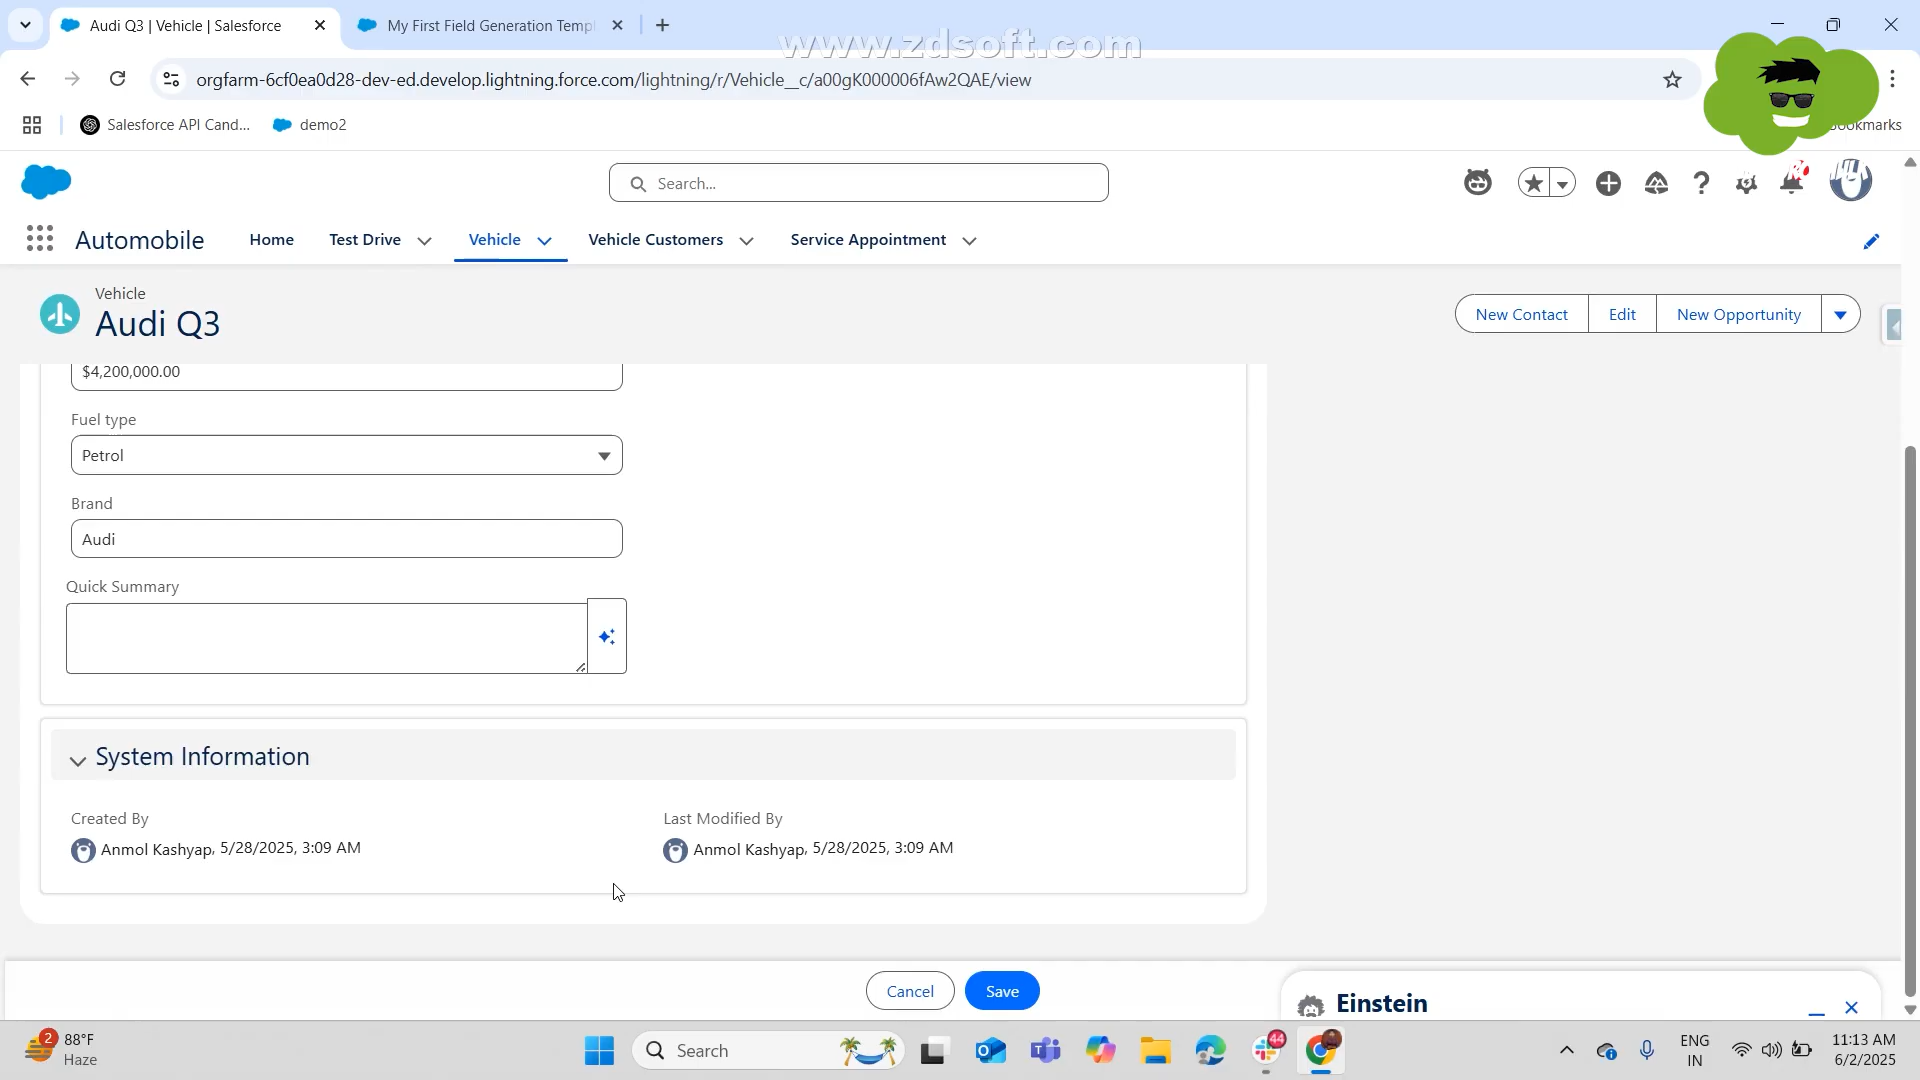 Audi Q3 | Vehicle | Salesforce
My First Field Generation Temp
www.zdsoft.com
orgfarm-6cf0ea0d28-dev-ed.develop.lightning.force.com/lightning/r/Vehicle__c/a00gK000006fAw2QAE/view
Salesforce API Cand...
demo2
Bookmarks
Search...
Automobile
Home
Test Drive
Vehicle
Vehicle Customers
Service Appointment
Vehicle
Audi Q3
New Contact
Edit
New Opportunity
$4,200,000.00
Fuel type
Petrol
Brand
Audi
Quick Summary
System Information
Created By
Last Modified By
Anmol Kashyap, 5/28/2025, 3:09 AM
Anmol Kashyap, 5/28/2025, 3:09 AM
Cancel
Save
Einstein
2
88°F
Haze
Search
44
ENG
IN
11:13 AM
6/2/2025